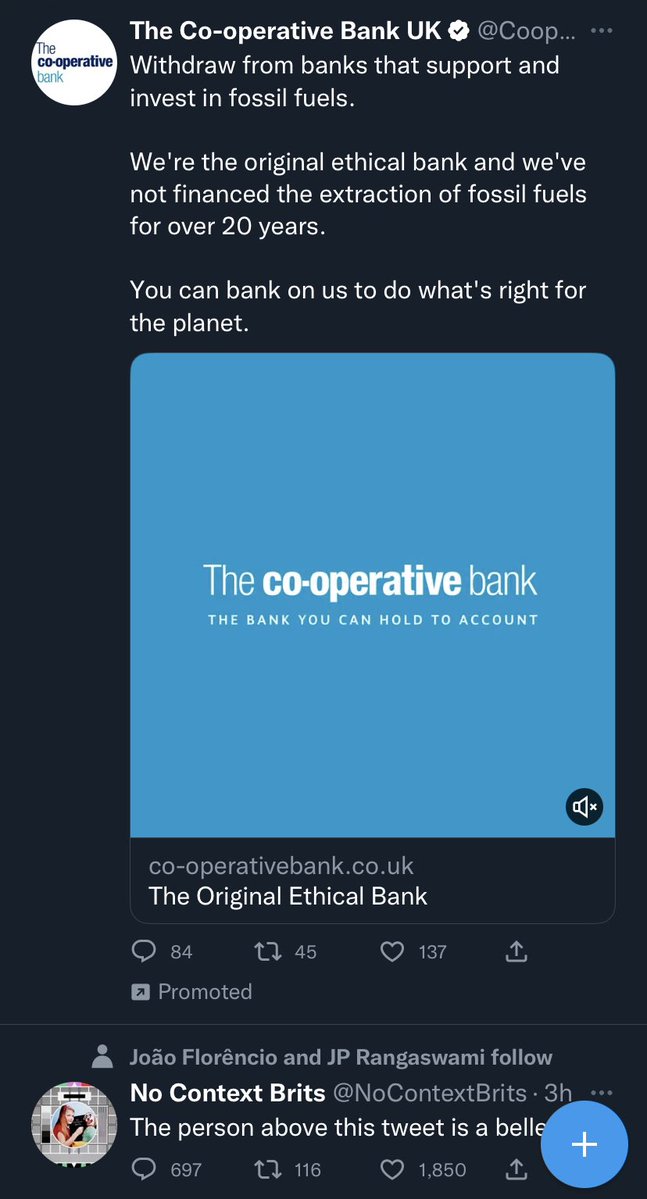 The Co-operative Bank UK @Coop... ...
The
co-operative
bank
Withdraw from banks that support and
invest in fossil fuels.
We're the original ethical bank and we've
not financed the extraction of fossil fuels
for over 20 years.
You can bank on us to do what's right for
the planet.
The co-operative bank
THE BANK YOU CAN HOLD TO ACCOUNT
co-operativebank.co.uk
The Original Ethical Bank
84 45 137
Promoted
João Florêncio and JP Rangaswami follow
No Context Brits @NoContextBrits · 3h ...
The person above this tweet is a belle
697 116 1,850